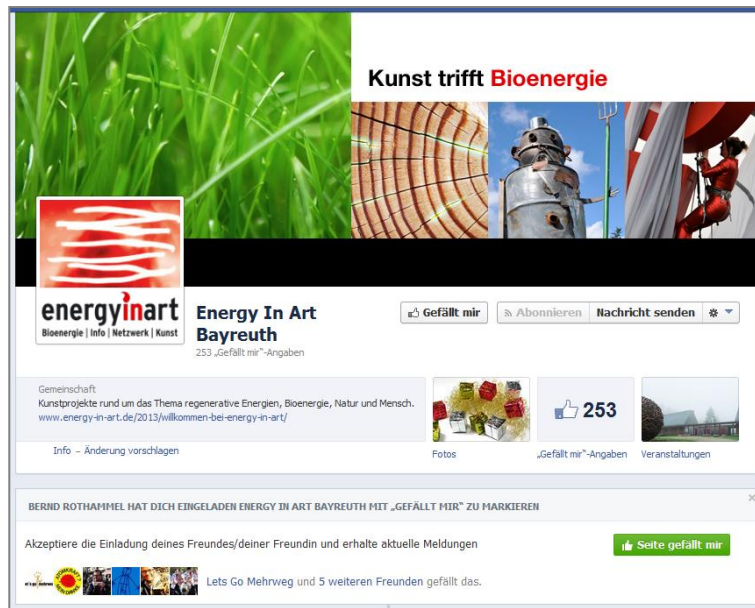 Kunst trifft Bioenergie
energyinart
Bioenergie | Info | Netzwerk | Kunst
Energy In Art
Bayreuth
253 „Gefällt mir“-Angaben
Gefällt mir
Abonnieren
Nachricht senden
Gemeinschaft
Kunstprojekte rund um das Thema regenerative Energien, Bioenergie, Natur und Mensch.
www.energy-in-art.de/2013/willkommen-bei-energy-in-art/
Info – Änderung vorschlagen
Fotos
253
„Gefällt mir“-Angaben
Veranstaltungen
BERND ROTHAMMEL HAT DICH EINGELADEN ENERGY IN ART BAYREUTH MIT „GEFÄLLT MIR“ ZU MARKIEREN
Akzeptiere die Einladung deines Freundes/deiner Freundin und erhalte aktuelle Meldungen
Seite gefällt mir
Lets Go Mehrweg und 5 weiteren Freunden gefällt das.